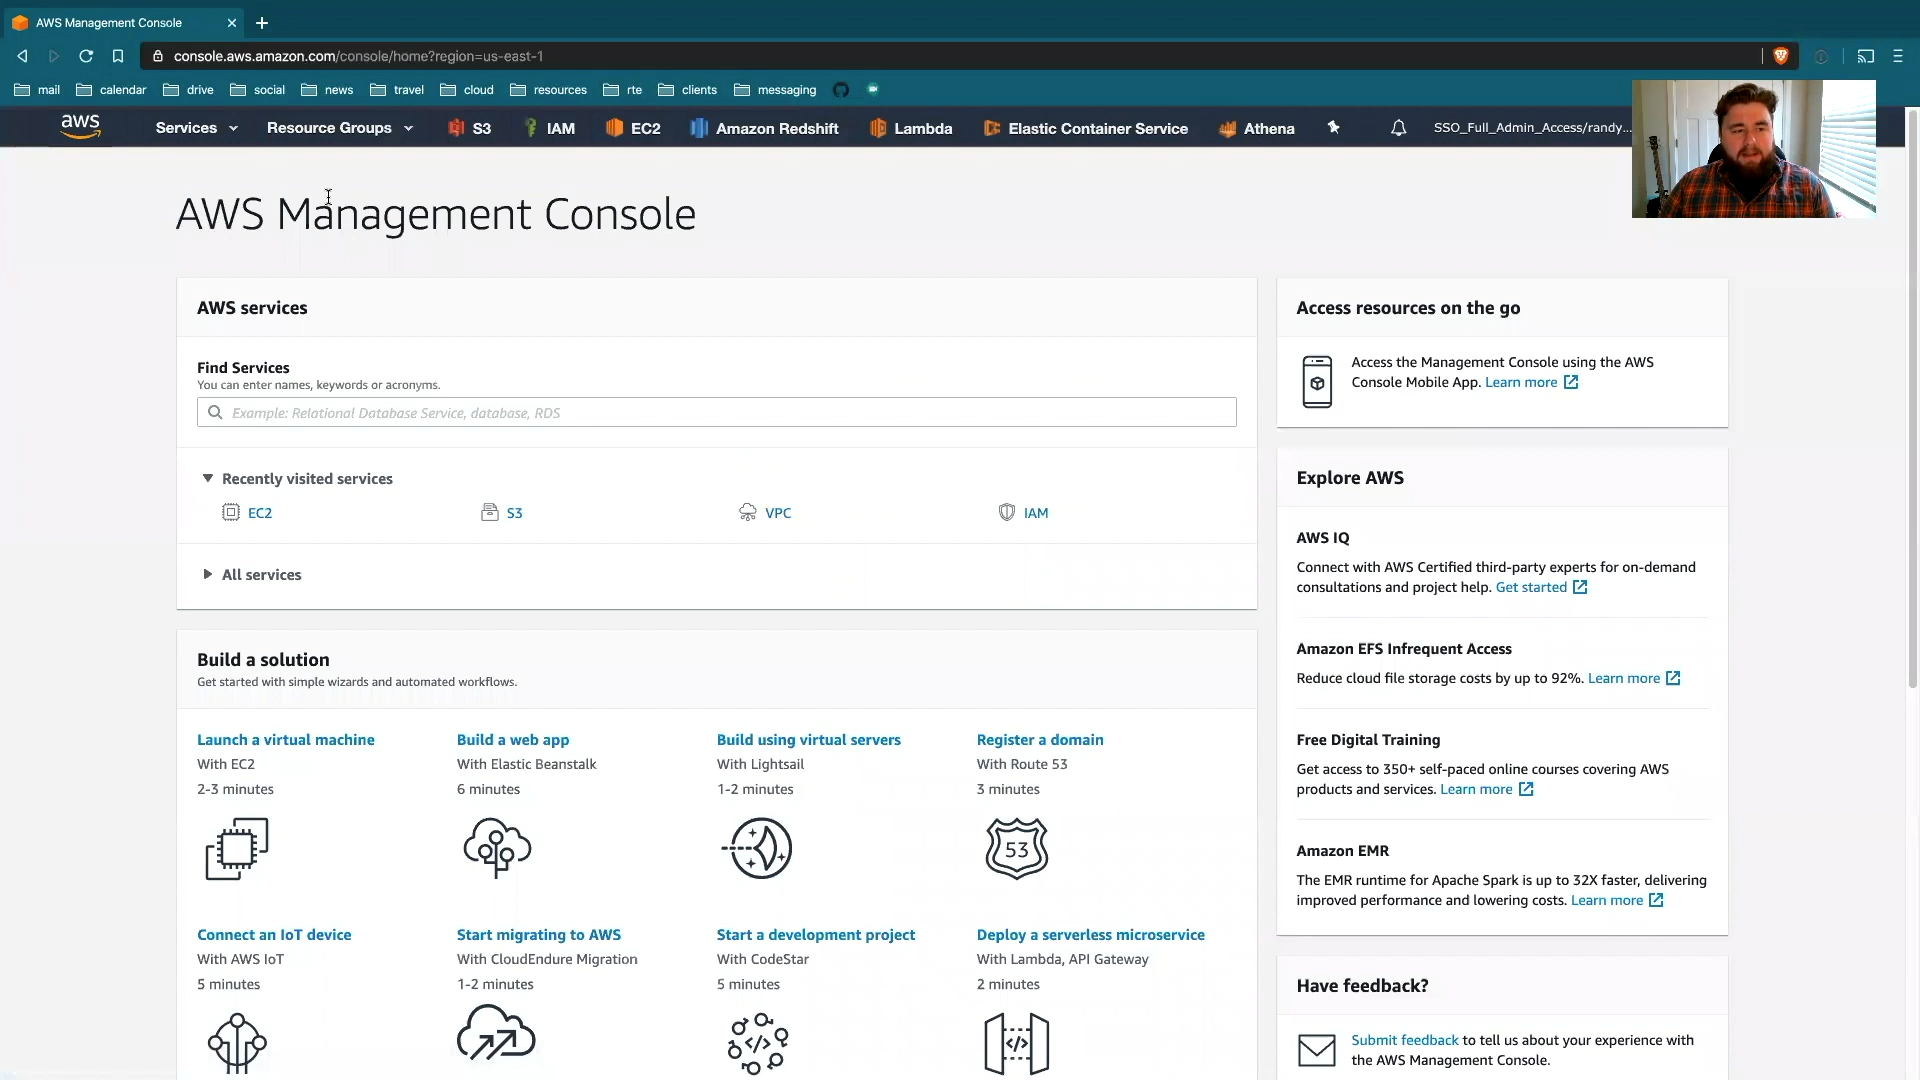 AWS Management Console
console.aws.amazon.com/console/home?region=us-east-1
mail calendar drive social news travel cloud resources rte clients messaging
aws Services Resource Groups S3 IAM EC2 Amazon Redshift Lambda Elastic Container Service Athena SSO_Full_Admin_Access/randy...
AWS Management Console
AWS services
Find Services
You can enter names, keywords or acronyms.
Example: Relational Database Service, database, RDS
Recently visited services
EC2 S3 VPC IAM
All services
Build a solution
Get started with simple wizards and automated workflows.
Launch a virtual machine
With EC2
2-3 minutes
Build a web app
With Elastic Beanstalk
6 minutes
Build using virtual servers
With Lightsail
1-2 minutes
Register a domain
With Route 53
3 minutes
53
Connect an IoT device
With AWS IoT
5 minutes
Start migrating to AWS
With CloudEndure Migration
1-2 minutes
Start a development project
With CodeStar
5 minutes
</>
Deploy a serverless microservice
With Lambda, API Gateway
2 minutes
</>
Access resources on the go
Access the Management Console using the AWS
Console Mobile App. Learn more
Explore AWS
AWS IQ
Connect with AWS Certified third-party experts for on-demand
consultations and project help. Get started
Amazon EFS Infrequent Access
Reduce cloud file storage costs by up to 92%. Learn more
Free Digital Training
Get access to 350+ self-paced online courses covering AWS
products and services. Learn more
Amazon EMR
The EMR runtime for Apache Spark is up to 32X faster, delivering
improved performance and lowering costs. Learn more
Have feedback?
Submit feedback to tell us about your experience with
the AWS Management Console.